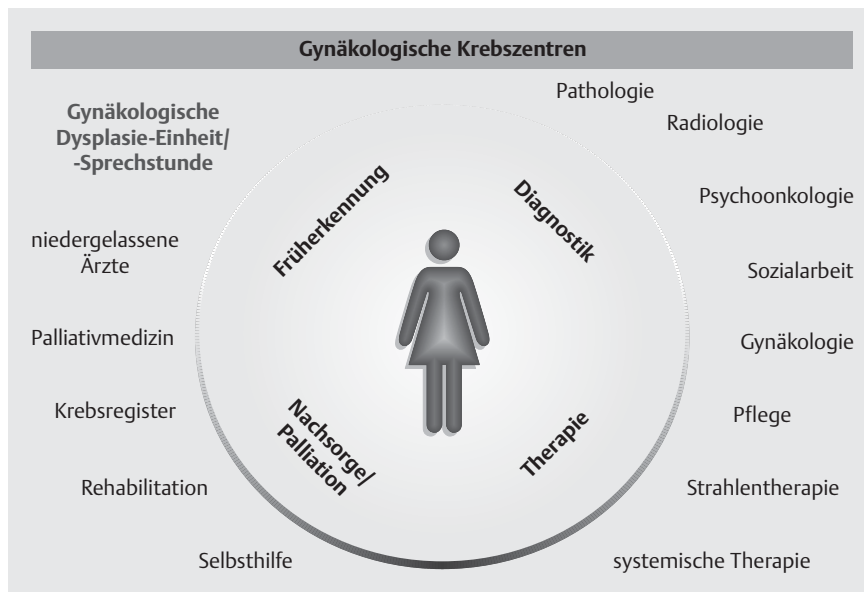 Gynäkologische Krebszentren
Gynäkologische
Dysplasie-Einheit/
-Sprechstunde
niedergelassene
Ärzte
Palliativmedizin
Krebsregister
Rehabilitation
Selbsthilfe
Früherkennung
Diagnostik
Nachsorge/
Palliation
Therapie
Pathologie
Radiologie
Psychoonkologie
Sozialarbeit
Gynäkologie
Pflege
Strahlentherapie
systemische Therapie